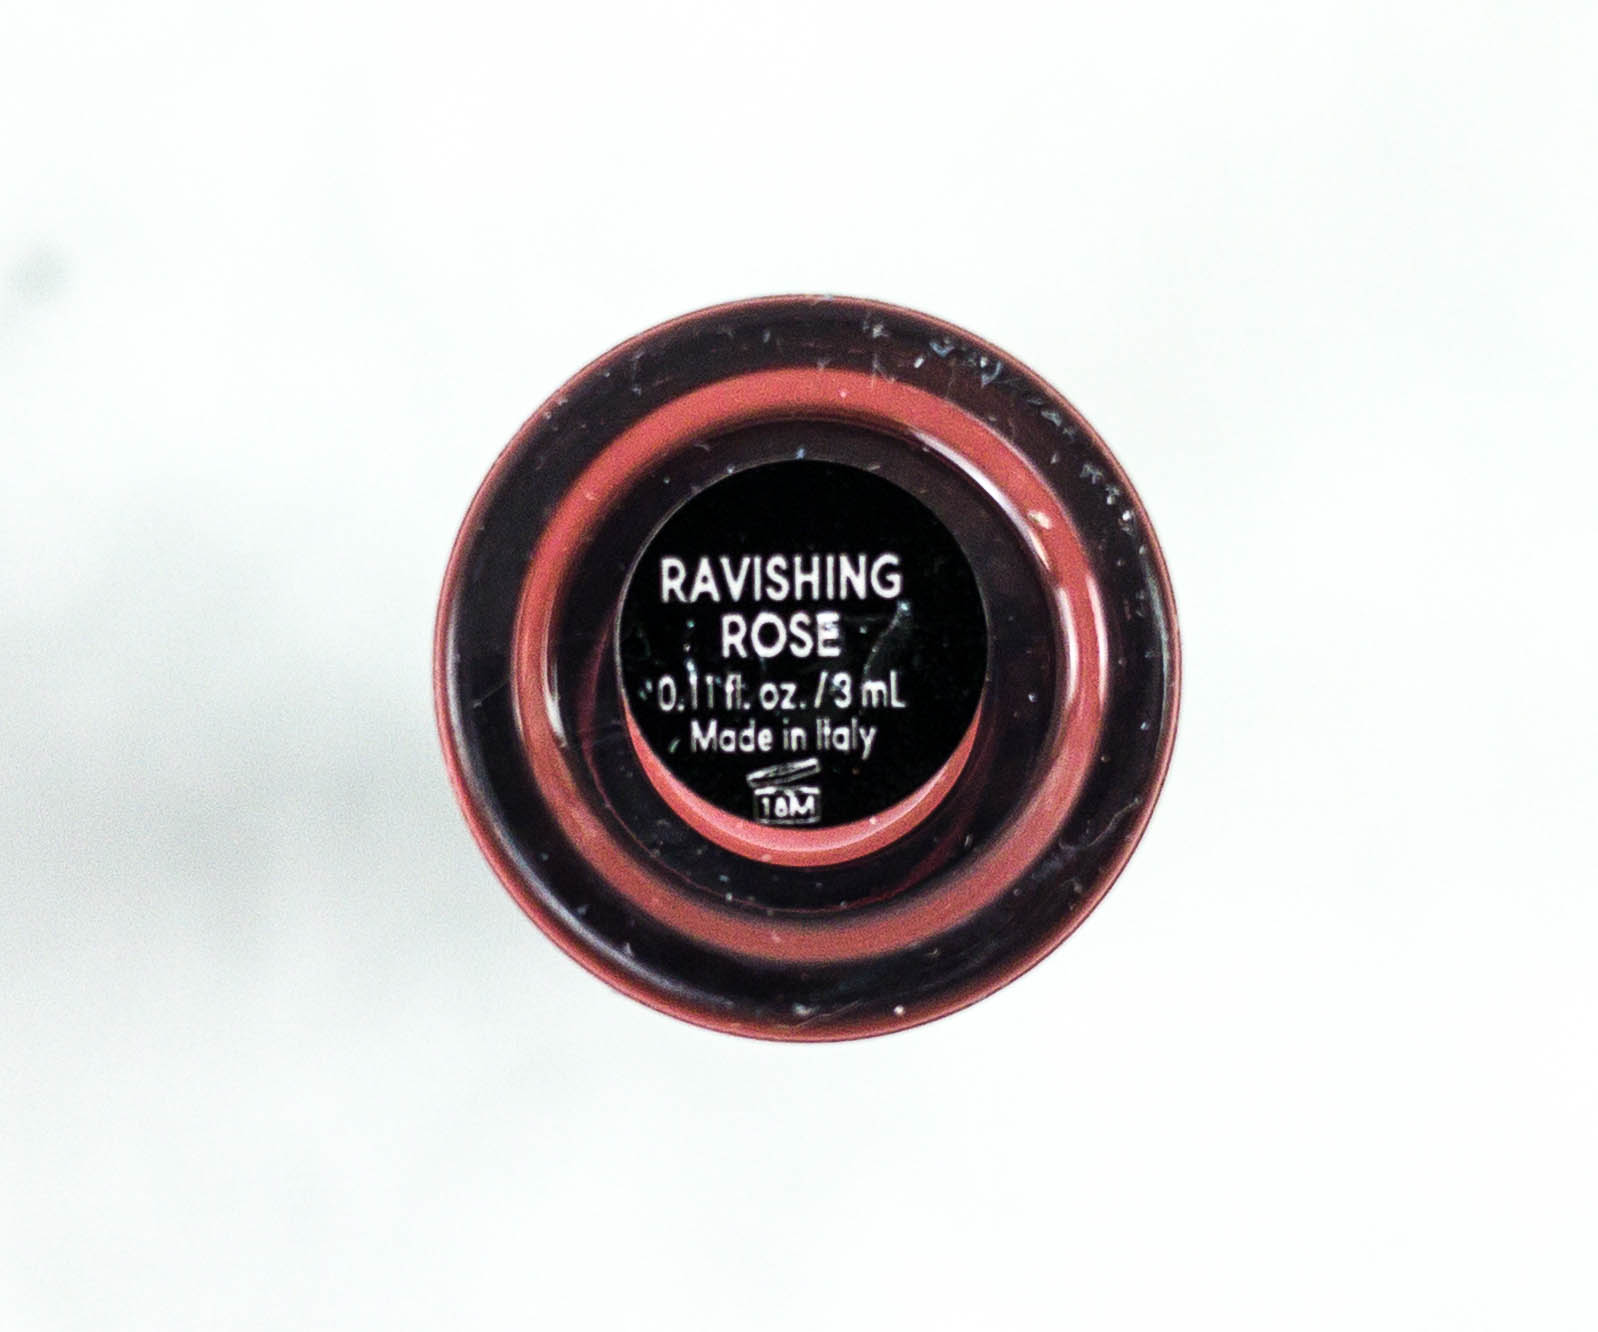 RAVISHING
ROSE
0.11 fl. oz. / 3 mL
Made in Italy
18M